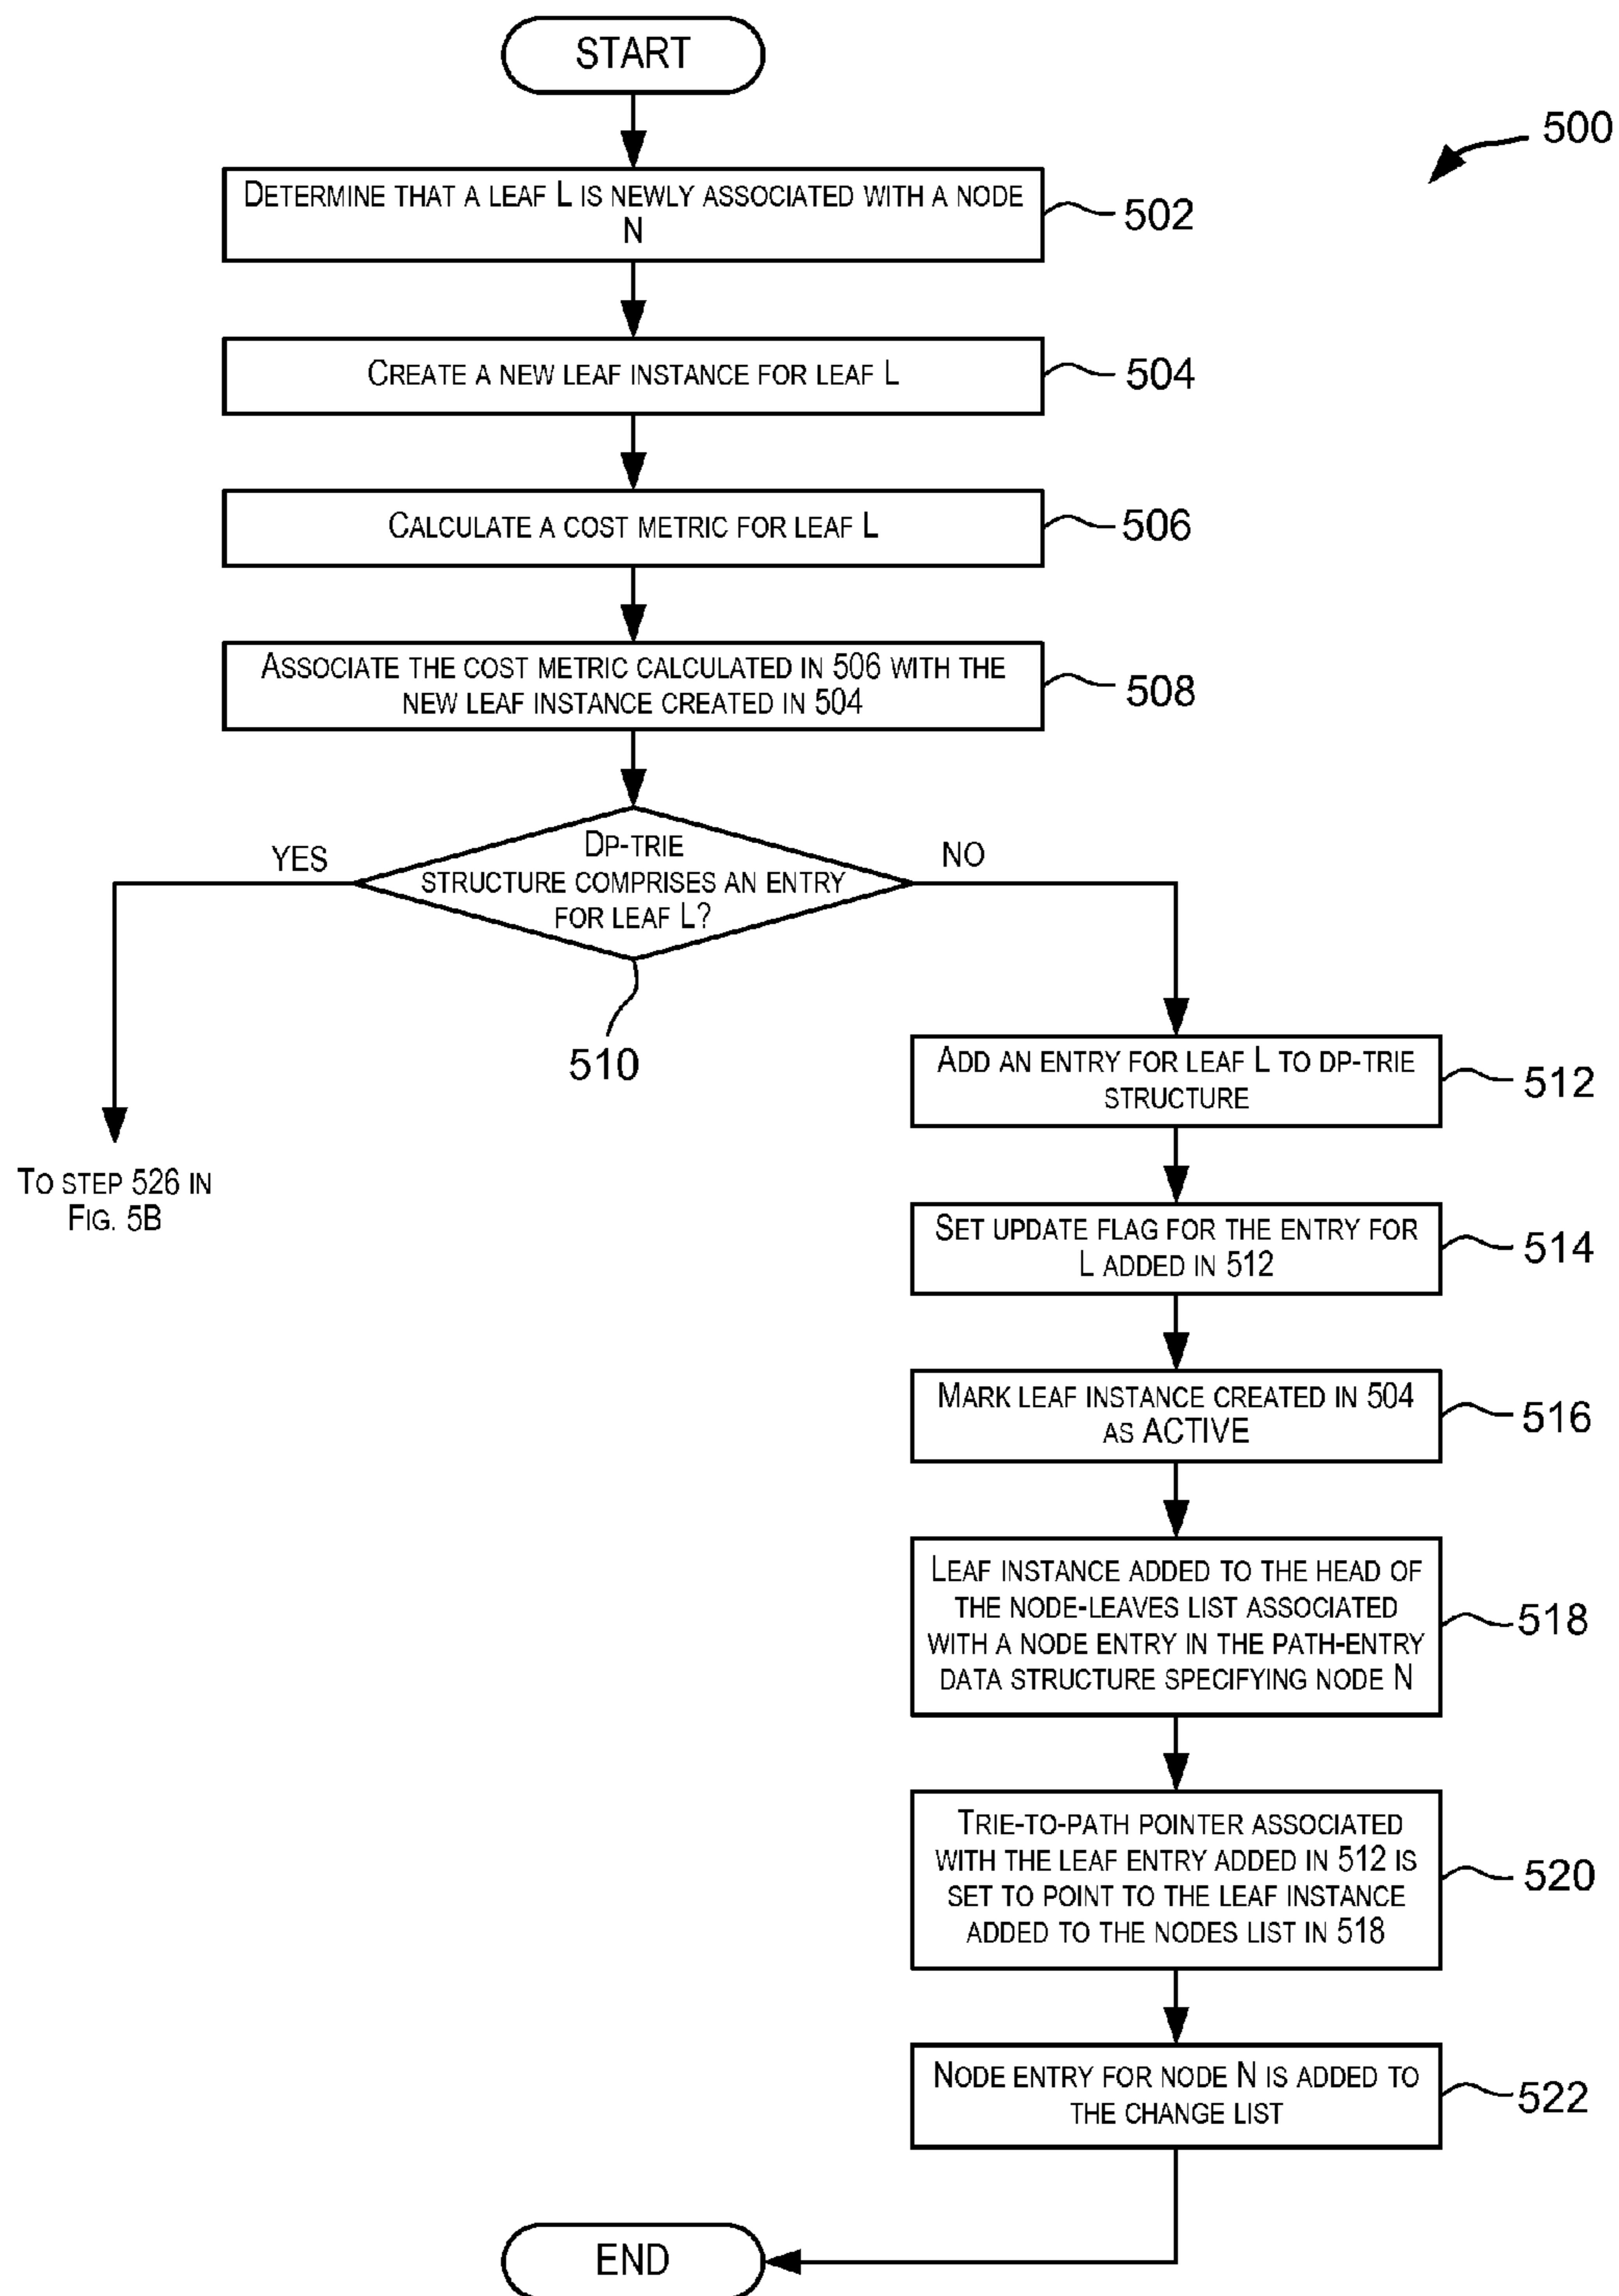 START
500
DETERMINE THAT A LEAF L IS NEWLY ASSOCIATED WITH A NODE
N
502
CREATE A NEW LEAF INSTANCE FOR LEAF L
504
CALCULATE A COST METRIC FOR LEAF L
506
ASSOCIATE THE COST METRIC CALCULATED IN 506 WITH THE
NEW LEAF INSTANCE CREATED IN 504
508
YES
DP-TRIE
STRUCTURE COMPRISES AN ENTRY
FOR LEAF L?
NO
510
TO STEP 526 IN
FIG. 5B
ADD AN ENTRY FOR LEAF L TO DP-TRIE
STRUCTURE
512
SET UPDATE FLAG FOR THE ENTRY FOR
L ADDED IN 512
514
MARK LEAF INSTANCE CREATED IN 504
AS ACTIVE
516
LEAF INSTANCE ADDED TO THE HEAD OF
THE NODE-LEAVES LIST ASSOCIATED
WITH A NODE ENTRY IN THE PATH-ENTRY
DATA STRUCTURE SPECIFYING NODE N
518
TRIE-TO-PATH POINTER ASSOCIATED
WITH THE LEAF ENTRY ADDED IN 512 IS
SET TO POINT TO THE LEAF INSTANCE
ADDED TO THE NODES LIST IN 518
520
NODE ENTRY FOR NODE N IS ADDED TO
THE CHANGE LIST
522
END